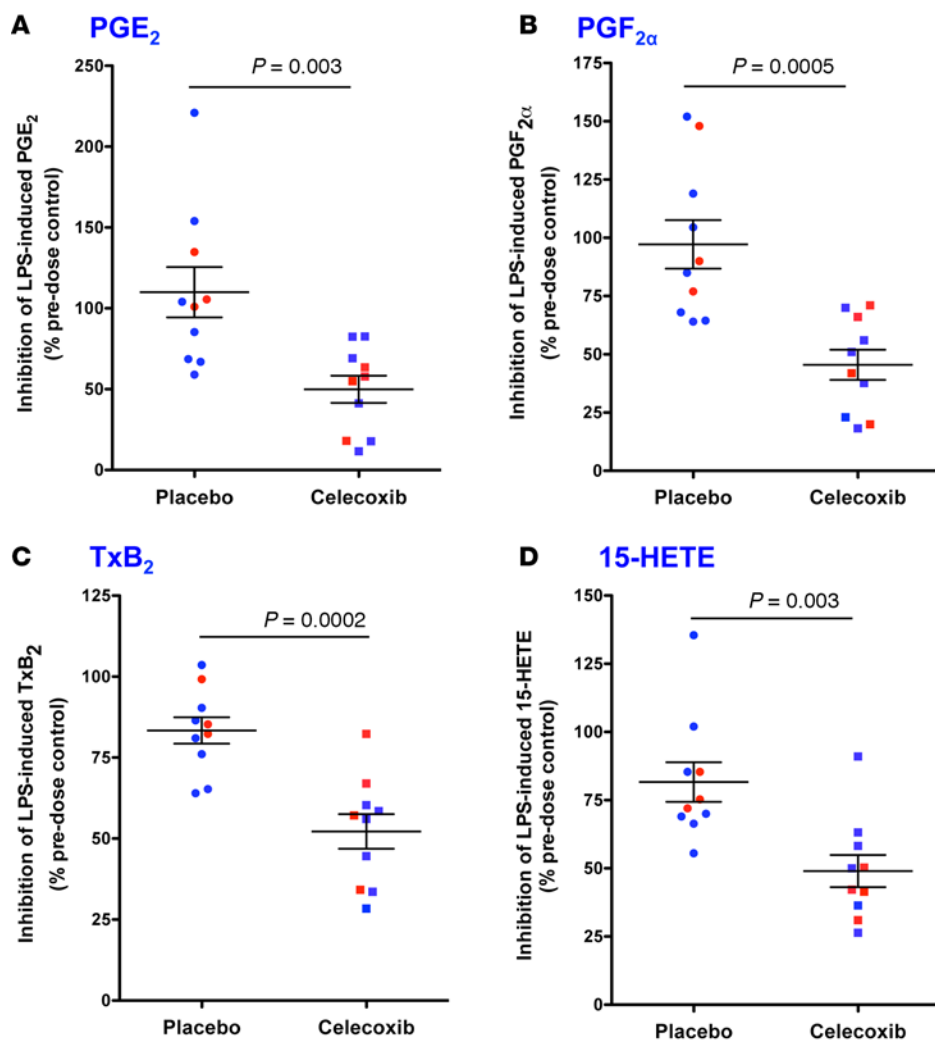 A PGE₂
Inhibition of LPS-induced PGE₂
(% pre-dose control)
250
200
150
100
50
0
P = 0.003
Placebo Celecoxib
B PGF₂α
Inhibition of LPS-induced PGF₂α
(% pre-dose control)
175
150
125
100
75
50
25
0
P = 0.0005
Placebo Celecoxib
C TxB₂
Inhibition of LPS-induced TxB₂
(% pre-dose control)
125
100
75
50
25
0
P = 0.0002
Placebo Celecoxib
D 15-HETE
Inhibition of LPS-induced 15-HETE
(% pre-dose control)
150
125
100
75
50
25
0
P = 0.003
Placebo Celecoxib